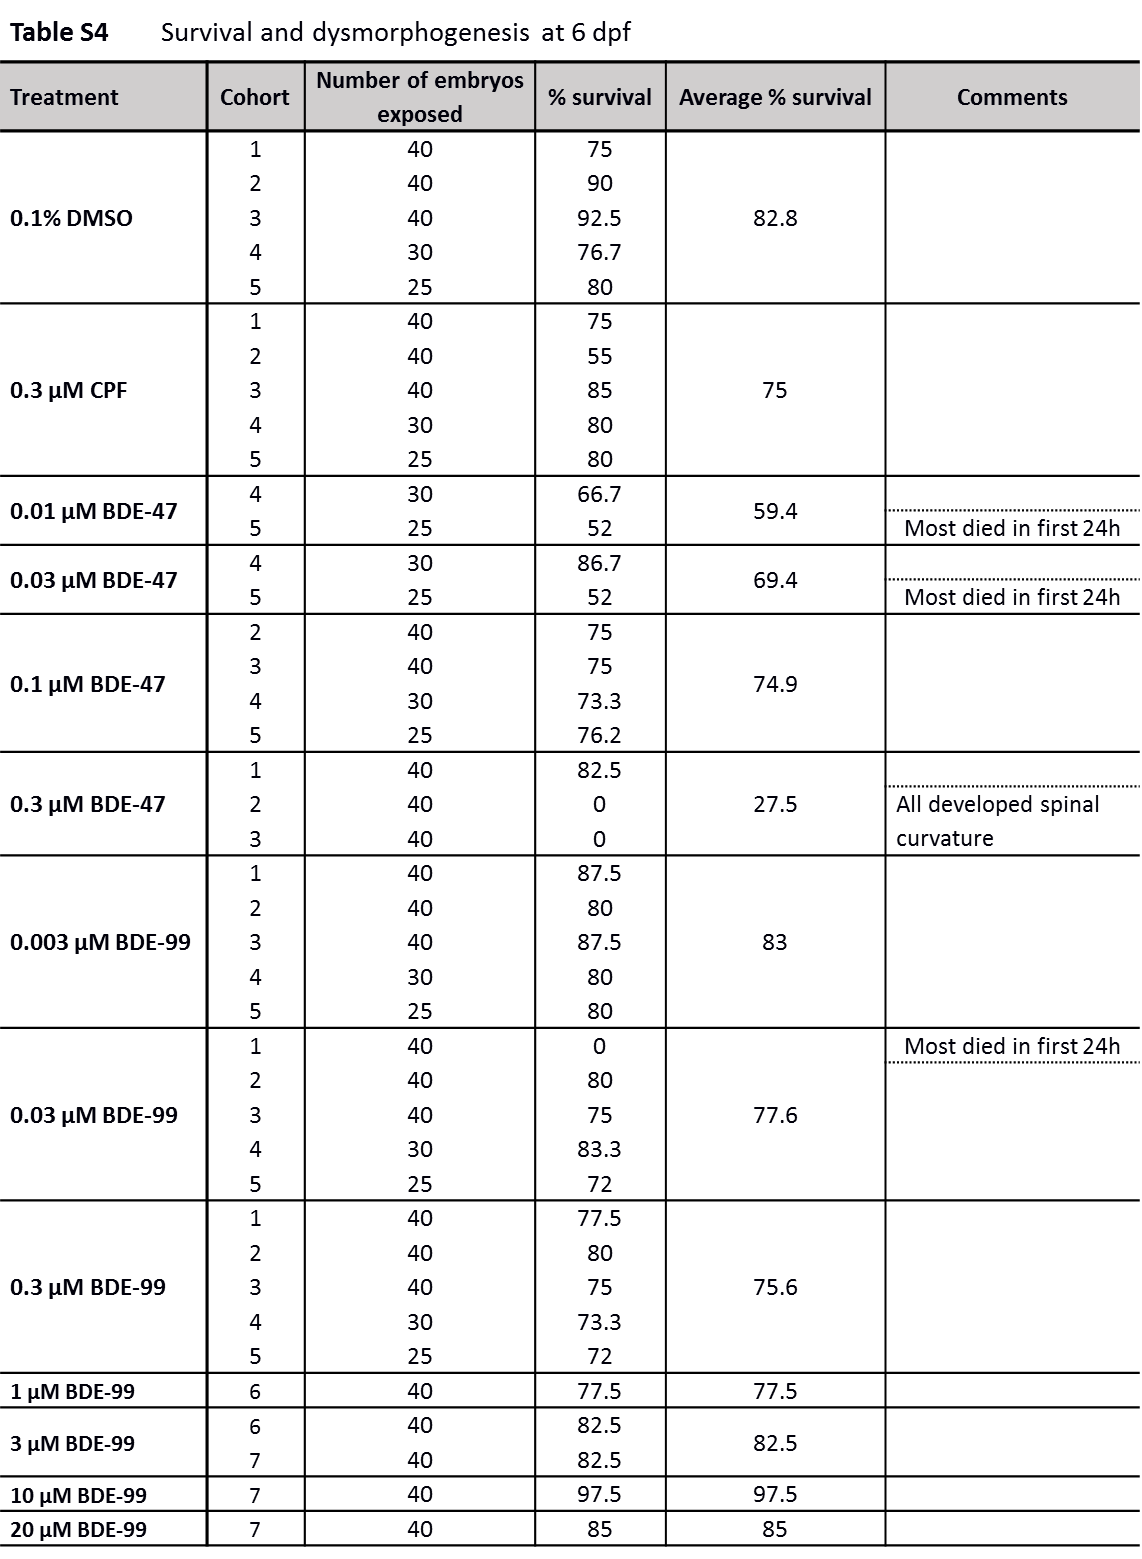 Table S4 Survival and dysmorphogenesis at 6 dpf
Treatment Cohort Number of embryos exposed % survival Average % survival Comments
1 40 75
2 40 90
0.1% DMSO 3 40 92.5 82.8
4 30 76.7
5 25 80
1 40 75
2 40 55
0.3 µM CPF 3 40 85 75
4 30 80
5 25 80
0.01 µM BDE-47 59.4
4 30 66.7
5 25 52 Most died in first 24h
0.03 µM BDE-47 69.4
4 30 86.7
5 25 52 Most died in first 24h
0.1 µM BDE-47 74.9
2 40 75
3 40 75
4 30 73.3
5 25 76.2
1 40 82.5
0.3 µM BDE-47 2 40 0 27.5 All developed spinal
3 40 0 curvature
1 40 87.5
2 40 80
0.003 µM BDE-99 3 40 87.5 83
4 30 80
5 25 80
1 40 0 Most died in first 24h
2 40 80
0.03 µM BDE-99 3 40 75 77.6
4 30 83.3
5 25 72
1 40 77.5
2 40 80
0.3 µM BDE-99 3 40 75 75.6
4 30 73.3
5 25 72
1 µM BDE-99 6 40 77.5 77.5
3 µM BDE-99 82.5
6 40 82.5
7 40 82.5
10 µM BDE-99 7 40 97.5 97.5
20 µM BDE-99 7 40 85 85